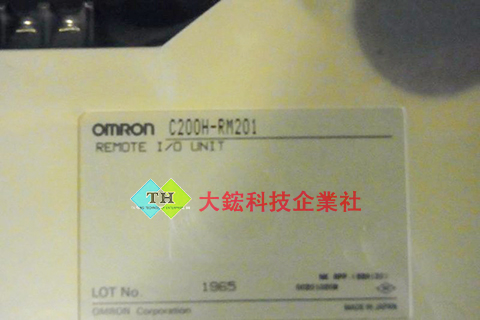 OMRON C200H-RM201
REMOTE I/O UNIT
TH 大鋐科技企業社
LOT No. 1965
OMRON Corporation MADE IN JAPAN